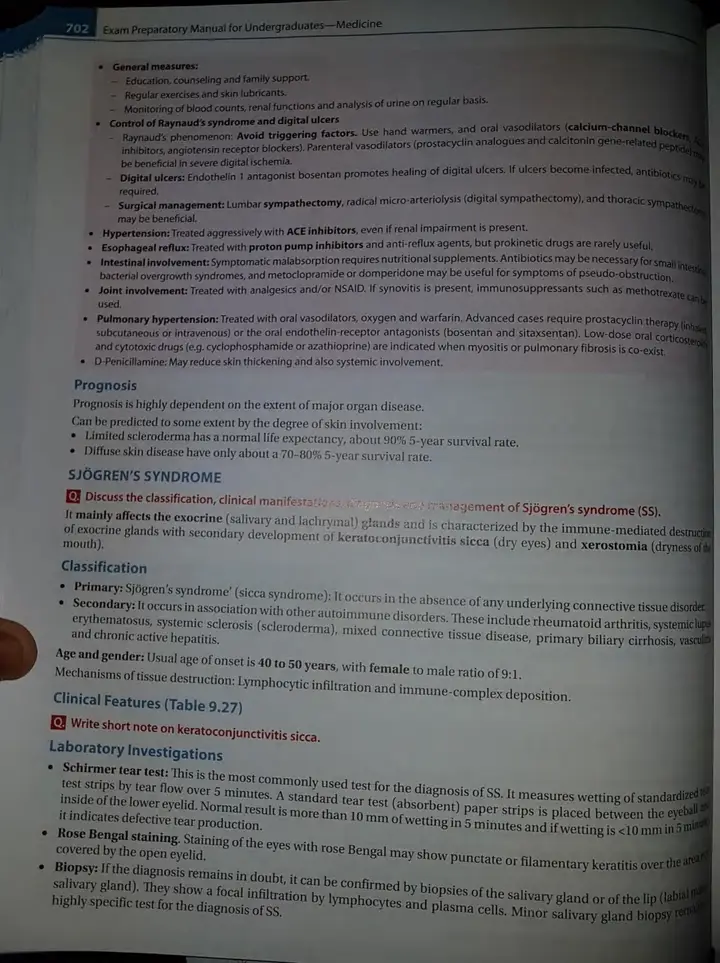 702 Exam Preparatory Manual for Undergraduates—Medicine
• General measures:
– Education, counseling and family support.
– Regular exercises and skin lubricants.
– Monitoring of blood counts, renal functions and analysis of urine on regular basis.
• Control of Raynaud's syndrome and digital ulcers
– Raynaud's phenomenon: Avoid triggering factors. Use hand warmers, and oral vasodilators (calcium-channel blockers,
inhibitors, angiotensin receptor blockers). Parenteral vasodilators (prostacyclin analogues and calcitonin gene-related peptide) may
be beneficial in severe digital ischemia.
– Digital ulcers: Endothelin 1 antagonist bosentan promotes healing of digital ulcers. If ulcers become infected, antibiotics may be
required.
– Surgical management: Lumbar sympathectomy, radical micro-arteriolysis (digital sympathectomy), and thoracic sympathectomy
may be beneficial.
• Hypertension: Treated aggressively with ACE inhibitors, even if renal impairment is present.
• Esophageal reflux: Treated with proton pump inhibitors and anti-reflux agents, but prokinetic drugs are rarely useful.
• Intestinal involvement: Symptomatic malabsorption requires nutritional supplements. Antibiotics may be necessary for small intestinal
bacterial overgrowth syndromes, and metoclopramide or domperidone may be useful for symptoms of pseudo-obstruction.
• Joint involvement: Treated with analgesics and/or NSAID. If synovitis is present, immunosuppressants such as methotrexate can be
used.
• Pulmonary hypertension: Treated with oral vasodilators, oxygen and warfarin. Advanced cases require prostacyclin therapy (inhaled,
subcutaneous or intravenous) or the oral endothelin-receptor antagonists (bosentan and sitaxsentan). Low-dose oral corticosteroids
and cytotoxic drugs (e.g. cyclophosphamide or azathioprine) are indicated when myositis or pulmonary fibrosis is co-exist.
• D-Penicillamine: May reduce skin thickening and also systemic involvement.
Prognosis
Prognosis is highly dependent on the extent of major organ disease.
Can be predicted to some extent by the degree of skin involvement:
• Limited scleroderma has a normal life expectancy, about 90% 5-year survival rate.
• Diffuse skin disease have only about a 70–80% 5-year survival rate.
SJÖGREN'S SYNDROME
Q. Discuss the classification, clinical manifestations, and management of Sjögren's syndrome (SS).
It mainly affects the exocrine (salivary and lachrymal) glands and is characterized by the immune-mediated destruction
of exocrine glands with secondary development of keratoconjunctivitis sicca (dry eyes) and xerostomia (dryness of the
mouth).
Classification
• Primary: Sjögren's syndrome' (sicca syndrome): It occurs in the absence of any underlying connective tissue disorder.
• Secondary: It occurs in association with other autoimmune disorders. These include rheumatoid arthritis, systemic lupus
erythematosus, systemic sclerosis (scleroderma), mixed connective tissue disease, primary biliary cirrhosis, vasculitis
and chronic active hepatitis.
Age and gender: Usual age of onset is 40 to 50 years, with female to male ratio of 9:1.
Mechanisms of tissue destruction: Lymphocytic infiltration and immune-complex deposition.
Clinical Features (Table 9.27)
Q. Write short note on keratoconjunctivitis sicca.
Laboratory Investigations
• Schirmer tear test: This is the most commonly used test for the diagnosis of SS. It measures wetting of standardized
test strips by tear flow over 5 minutes. A standard tear test (absorbent) paper strips is placed between the eyeball
inside of the lower eyelid. Normal result is more than 10 mm of wetting in 5 minutes and if wetting is <10 mm in 5 minutes
it indicates defective tear production.
• Rose Bengal staining. Staining of the eyes with rose Bengal may show punctate or filamentary keratitis over the area
covered by the open eyelid.
• Biopsy: If the diagnosis remains in doubt, it can be confirmed by biopsies of the salivary gland or of the lip (labial
salivary gland). They show a focal infiltration by lymphocytes and plasma cells. Minor salivary gland biopsy
highly specific test for the diagnosis of SS.